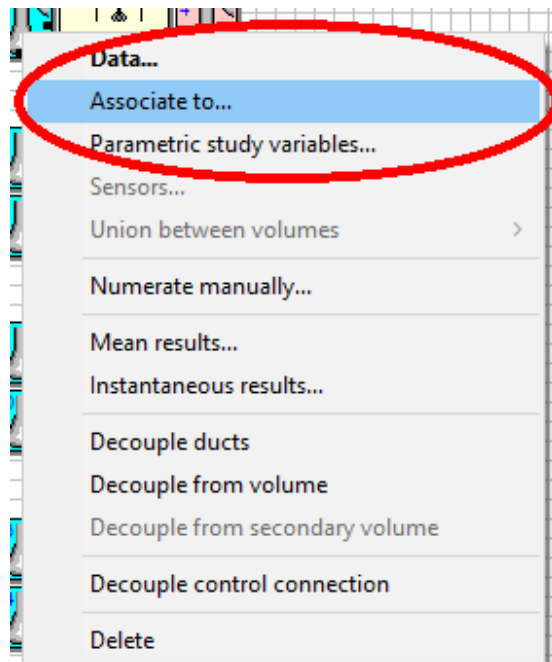 Data...
Associate to...
Parametric study variables...
Sensors...
Union between volumes
Numerate manually...
Mean results...
Instantaneous results...
Decouple ducts
Decouple from volume
Decouple from secondary volume
Decouple control connection
Delete